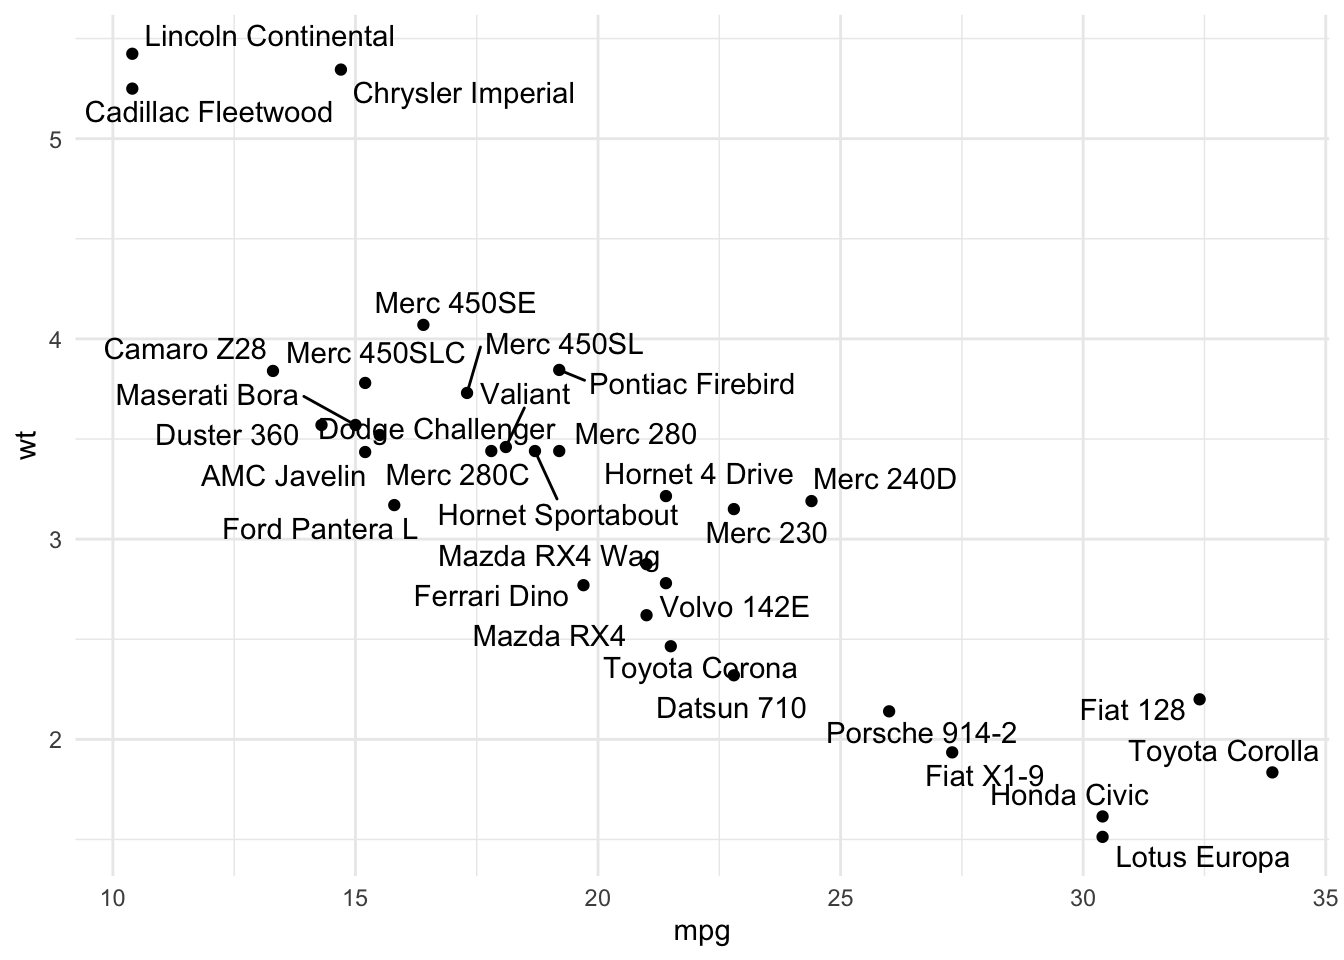 Lincoln Continental
Chrysler Imperial
Cadillac Fleetwood
5
Merc 450SE
4
Merc 450SL
Camaro Z28
Merc 450SLC
Pontiac Firebird
Maserati Bora
Valiant
Dodge Challenger
Merc 280
Duster 360
wt
AMC Javelin
Merc 280C
Hornet 4 Drive
Merc 240D
Hornet Sportabout
Ford Pantera L
Merc 230
3
Mazda RX4 Wag
Ferrari Dino
Volvo 142E
Mazda RX4
Toyota Corona
Datsun 710
Fiat 128
Porsche 914-2
2
Toyota Corolla
Fiat X1-9
Honda Civic
Lotus Europa
10 15 20 25 30 35
mpg